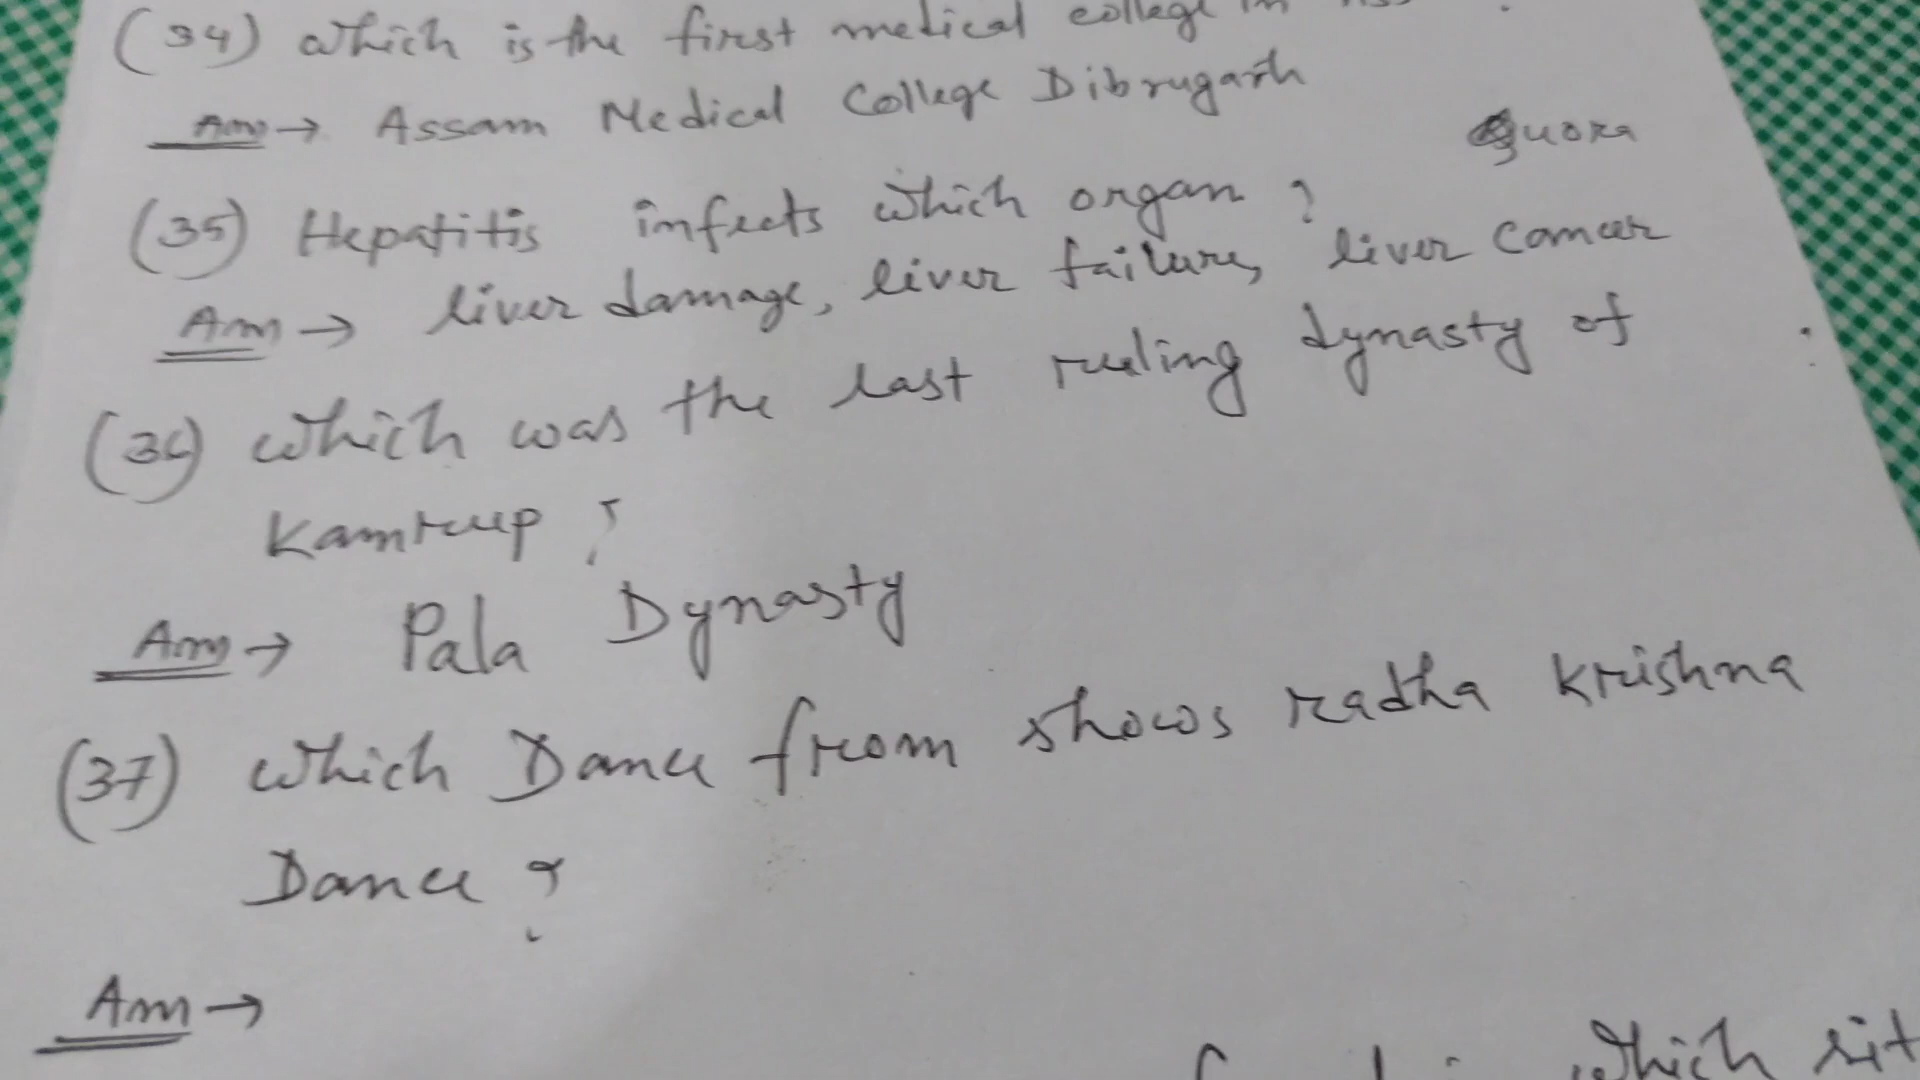 (34) which is the first medical college in
Ans → Assam Medical College Dibrugarh
Quora
(35) Hepatitis infects which organ ?
Ans → liver damage, liver failure, liver cancer
(36) which was the last ruling dynasty of
Kamrup ?
Ans → Pala Dynasty
(37) which Dance from shows radha krishna
Dance ?
Ans →
which